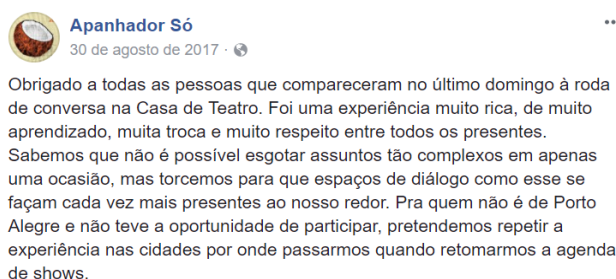 Apanhador Só
30 de agosto de 2017 ·
Obrigado a todas as pessoas que compareceram no último domingo à roda
de conversa na Casa de Teatro. Foi uma experiência muito rica, de muito
aprendizado, muita troca e muito respeito entre todos os presentes.
Sabemos que não é possível esgotar assuntos tão complexos em apenas
uma ocasião, mas torcemos para que espaços de diálogo como esse se
façam cada vez mais presentes ao nosso redor. Pra quem não é de Porto
Alegre e não teve a oportunidade de participar, pretendemos repetir a
experiência nas cidades por onde passarmos quando retomarmos a agenda
de shows.